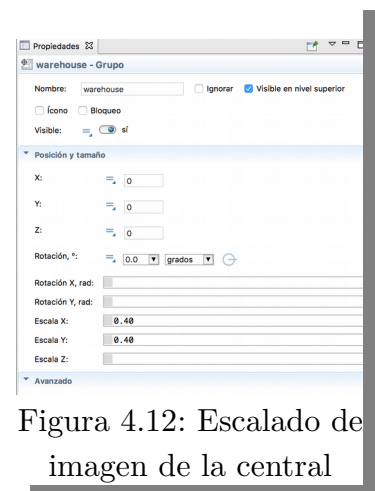 Propiedades
warehouse - Grupo
Nombre: warehouse Ignorar Visible en nivel superior
Ícono Bloqueo
Visible: sí
Posición y tamaño
X: 0
Y: 0
Z: 0
Rotación, °: 0.0 grados
Rotación X, rad:
Rotación Y, rad:
Escala X: 0.40
Escala Y: 0.40
Escala Z:
Avanzado
Figura 4.12: Escalado de
imagen de la central